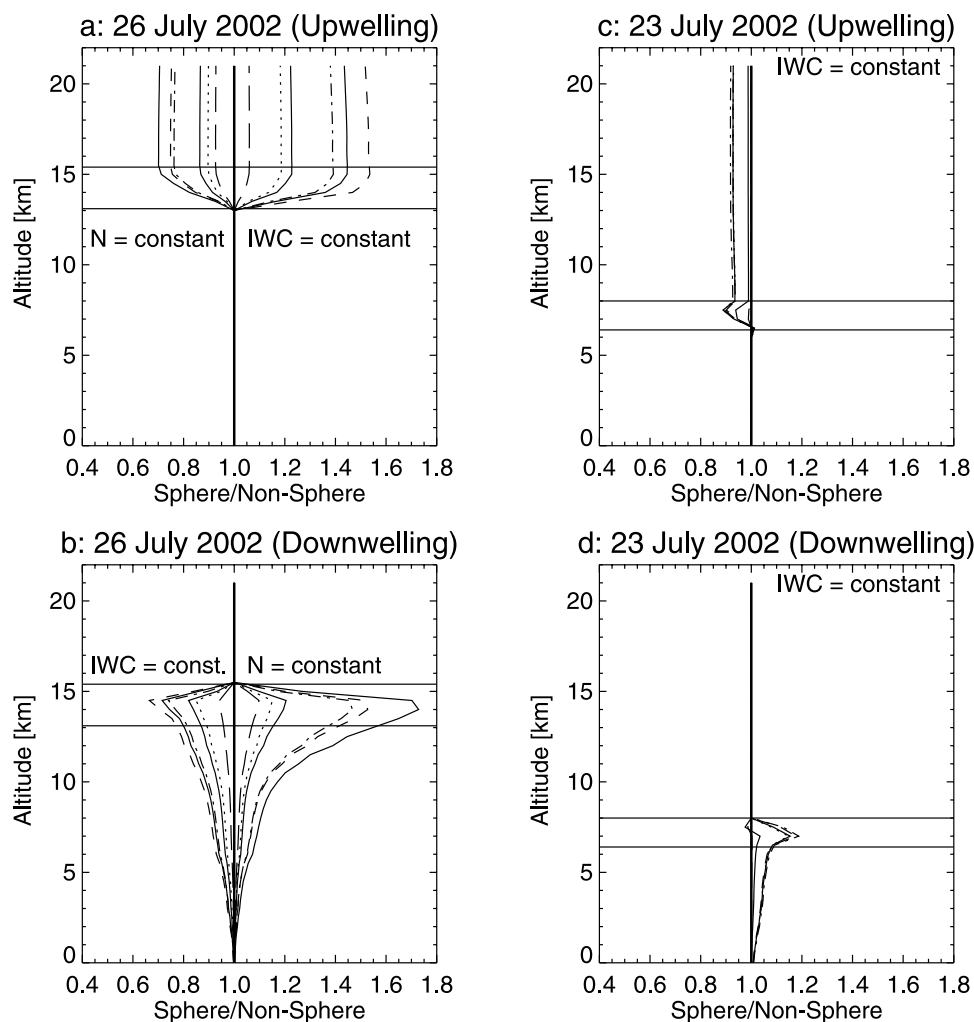 a: 26 July 2002 (Upwelling)
20
15
10
5
0
Altitude [km]
N = constant
IWC = constant
0.4 0.6 0.8 1.0 1.2 1.4 1.6 1.8
Sphere/Non-Sphere
c: 23 July 2002 (Upwelling)
IWC = constant
20
15
10
5
0
Altitude [km]
0.4 0.6 0.8 1.0 1.2 1.4 1.6 1.8
Sphere/Non-Sphere
b: 26 July 2002 (Downwelling)
20
15
10
5
0
Altitude [km]
IWC = const.
N = constant
0.4 0.6 0.8 1.0 1.2 1.4 1.6 1.8
Sphere/Non-Sphere
d: 23 July 2002 (Downwelling)
IWC = constant
20
15
10
5
0
Altitude [km]
0.4 0.6 0.8 1.0 1.2 1.4 1.6 1.8
Sphere/Non-Sphere